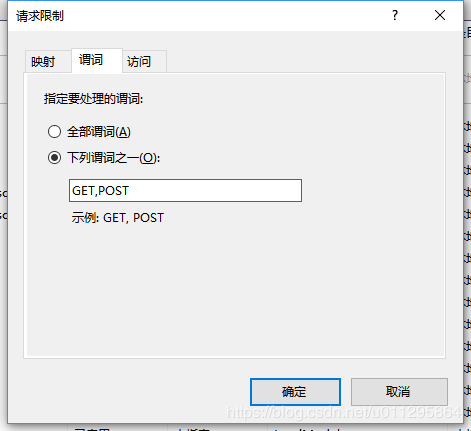 请求限制
映射
谓词
访问
指定要处理的谓词:
全部谓词(A)
下列谓词之一(O):
GET,POST
示例: GET, POST
确定
取消
https://blog.csdn.net/u011295864